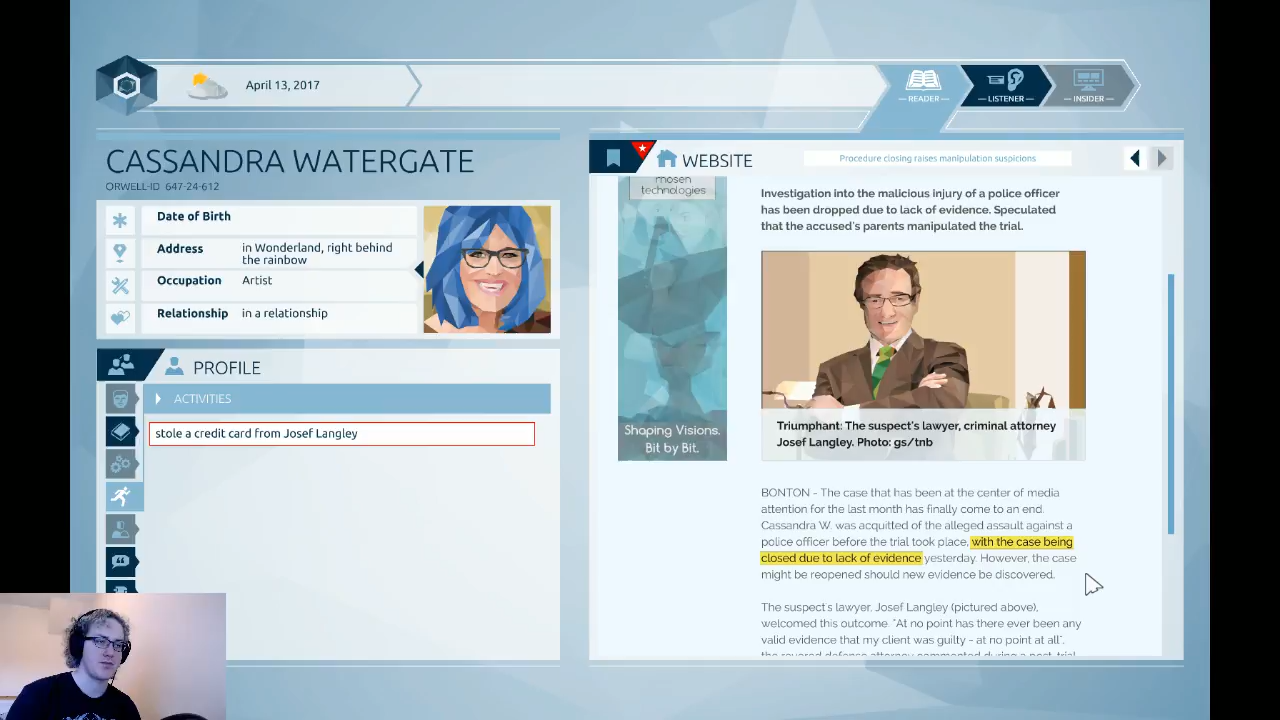 April 13, 2017
— READER —
— LISTENER —
— INSIDER —
CASSANDRA WATERGATE
ORWELL-ID 647-24-612
Date of Birth
Address in Wonderland, right behind
the rainbow
Occupation Artist
Relationship in a relationship
PROFILE
ACTIVITIES
stole a credit card from Josef Langley
WEBSITE
Procedure closing raises manipulation suspicions
mosen
technologies
Shaping Visions.
Bit by Bit.
Investigation into the malicious injury of a police officer
has been dropped due to lack of evidence. Speculated
that the accused's parents manipulated the trial.
Triumphant: The suspect's lawyer, criminal attorney
Josef Langley. Photo: gs/tnb
BONTON - The case that has been at the center of media
attention for the last month has finally come to an end.
Cassandra W. was acquitted of the alleged assault against a
police officer before the trial took place, with the case being
closed due to lack of evidence yesterday. However, the case
might be reopened should new evidence be discovered.
The suspect's lawyer, Josef Langley (pictured above),
welcomed this outcome. "At no point has there ever been any
valid evidence that my client was guilty - at no point at all",
the revered defense attorney commented during a post-trial